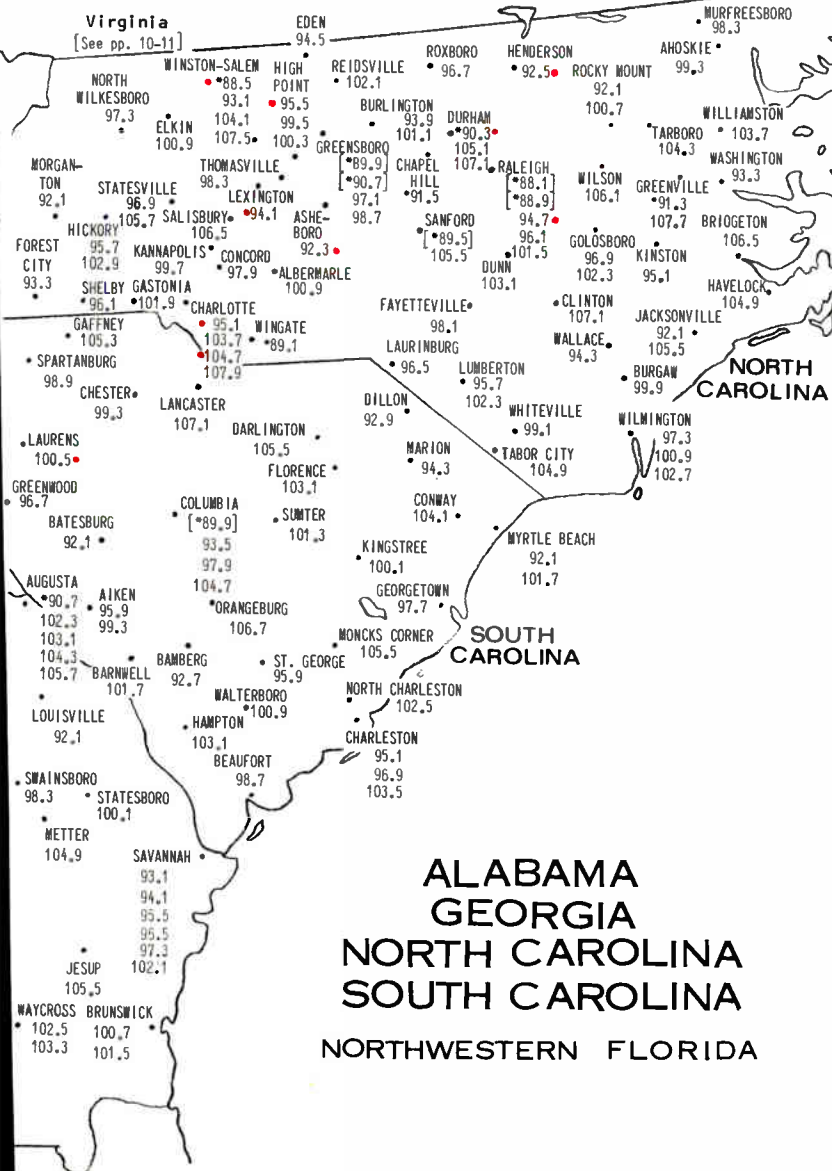 Virginia
[See pp. 10-11]
EDEN
94.5
MURFREESBORO
98.3
AHOSKIE
99.3
ROXBORO
96.7
HENDERSON
92.5
ROCKY MOUNT
92.1
100.7
NORTH
WILKESBORO
97.3
WINSTON-SALEM
*88.5
93.1
104.1
107.5
HIGH
POINT
95.5
99.5
100.3
REIDSVILLE
102.1
BURLINGTON
93.9
101.1
DURHAM
*90.3
105.1
107.1
WILLIAMSTON
103.7
TARBORO
104.3
ELKIN
100.9
GREENSBORO
[*89.9]
[*90.7]
97.1
98.7
CHAPEL
HILL
*91.5
RALEIGH
[*88.1]
[*88.9]
94.7
96.1
101.5
WASHINGTON
93.3
MORGAN-
TON
92.1
STATESVILLE
96.9
105.7
THOMASVILLE
98.3
LEXINGTON
94.1
WILSON
106.1
GREENVILLE
*91.3
107.7
BRIDGETON
106.5
HICKORY
95.7
102.9
SALISBURY
106.5
ASHE-
BORO
92.3
SANFORD
[*89.5]
105.5
GOLDSBORO
96.9
102.3
KINSTON
95.1
FOREST
CITY
93.3
KANNAPOLIS
99.7
CONCORD
97.9
ALBERMARLE
100.9
DUNN
103.1
HAVELOCK
104.9
SHELBY
96.1
GASTONIA
101.9
CHARLOTTE
95.1
103.7
104.7
107.9
FAYETTEVILLE
98.1
CLINTON
107.1
JACKSONVILLE
92.1
105.5
GAFFNEY
105.3
WINGATE
*89.1
LAURINBURG
96.5
WALLACE
94.3
SPARTANBURG
98.9
LUMBERTON
95.7
102.3
BURGAW
99.9
NORTH
CAROLINA
CHESTER
99.3
LANCASTER
107.1
DILLON
92.9
WHITEVILLE
99.1
WILMINGTON
97.3
100.9
102.7
LAURENS
100.5
DARLINGTON
105.5
MARION
94.3
TABOR CITY
104.9
FLORENCE
103.1
GREENWOOD
96.7
COLUMBIA
[*89.9]
93.5
97.9
104.7
SUMTER
101.3
CONWAY
104.1
BATESBURG
92.1
KINGSTREE
100.1
MYRTLE BEACH
92.1
101.7
AUGUSTA
*90.7
102.3
103.1
104.3
105.7
AIKEN
95.9
99.3
GEORGETOWN
97.7
ORANGEBURG
106.7
MONCKS CORNER
105.5
SOUTH
CAROLINA
BARNWELL
101.7
BAMBERG
92.7
ST. GEORGE
95.9
WALTERBORO
100.9
NORTH CHARLESTON
102.5
LOUISVILLE
92.1
HAMPTON
103.1
CHARLESTON
95.1
96.9
103.5
BEAUFORT
98.7
SWAINSBORO
98.3
STATESBORO
100.1
METTER
104.9
SAVANNAH
93.1
94.1
95.5
95.5
97.3
102.1
ALABAMA
GEORGIA
NORTH CAROLINA
SOUTH CAROLINA
NORTHWESTERN FLORIDA
JESUP
105.5
WAYCROSS
102.5
103.3
BRUNSWICK
100.7
101.5